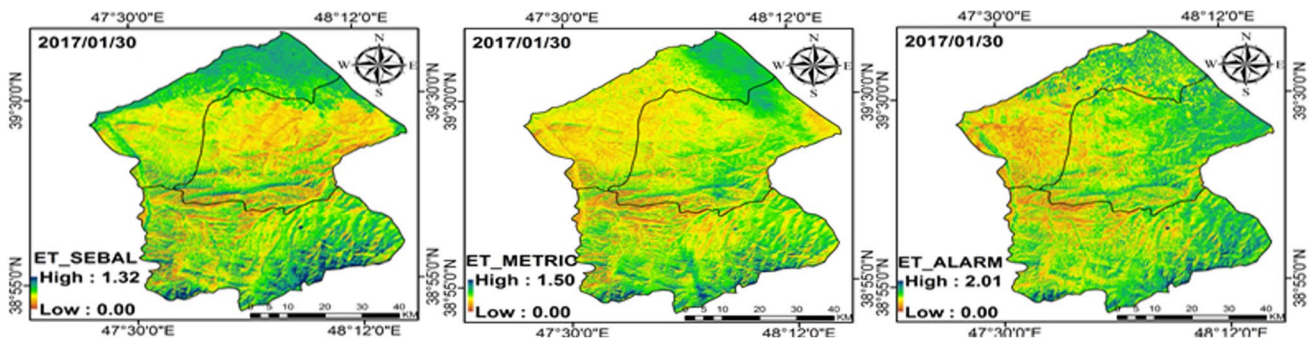 47°30'0"E 48°12'0"E
2017/01/30
N
W E
S
39°30'0"N
38°55'0"N
ET_SEBAL
High : 1.32
Low : 0.00
0 5 10 20 30 40
KM
47°30'0"E 48°12'0"E
47°30'0"E 48°12'0"E
2017/01/30
N
W E
S
39°30'0"N
39°30'0"N
38°55'0"N
38°55'0"N
ET_METRIC
High : 1.50
Low : 0.00
0 5 10 20 30 40
KM
47°30'0"E 48°12'0"E
47°30'0"E 48°12'0"E
2017/01/30
N
W E
S
39°30'0"N
39°30'0"N
38°55'0"N
38°55'0"N
ET_ALARM
High : 2.01
Low : 0.00
0 5 10 20 30 40
KM
47°30'0"E 48°12'0"E